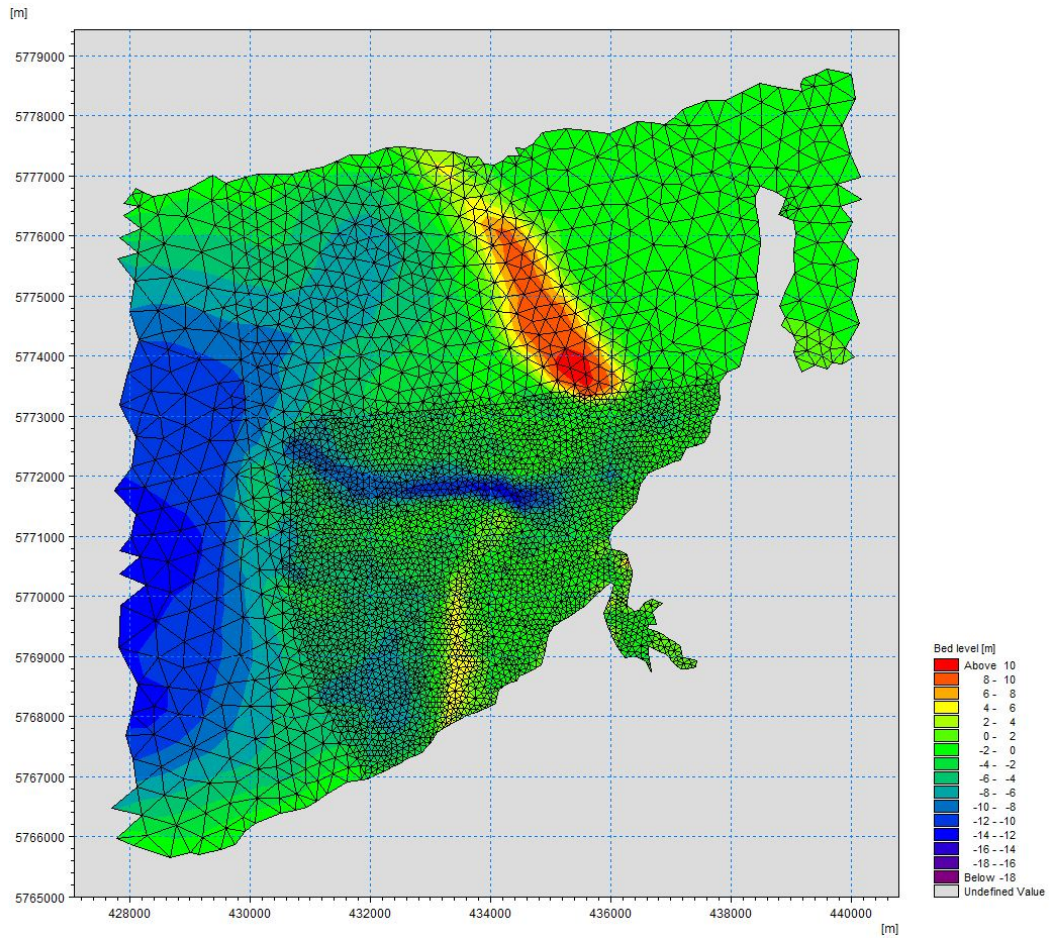 [m]
5779000
5778000
5777000
5776000
5775000
5774000
5773000
5772000
5771000
5770000
5769000
5768000
5767000
5766000
5765000
428000 430000 432000 434000 436000 438000 440000
[m]
Bed level [m]
Above 10
8 - 10
6 - 8
4 - 6
2 - 4
0 - 2
-2 - 0
-4 - -2
-6 - -4
-8 - -6
-10 - -8
-12 - -10
-14 - -12
-16 - -14
-18 - -16
Below -18
Undefined Value